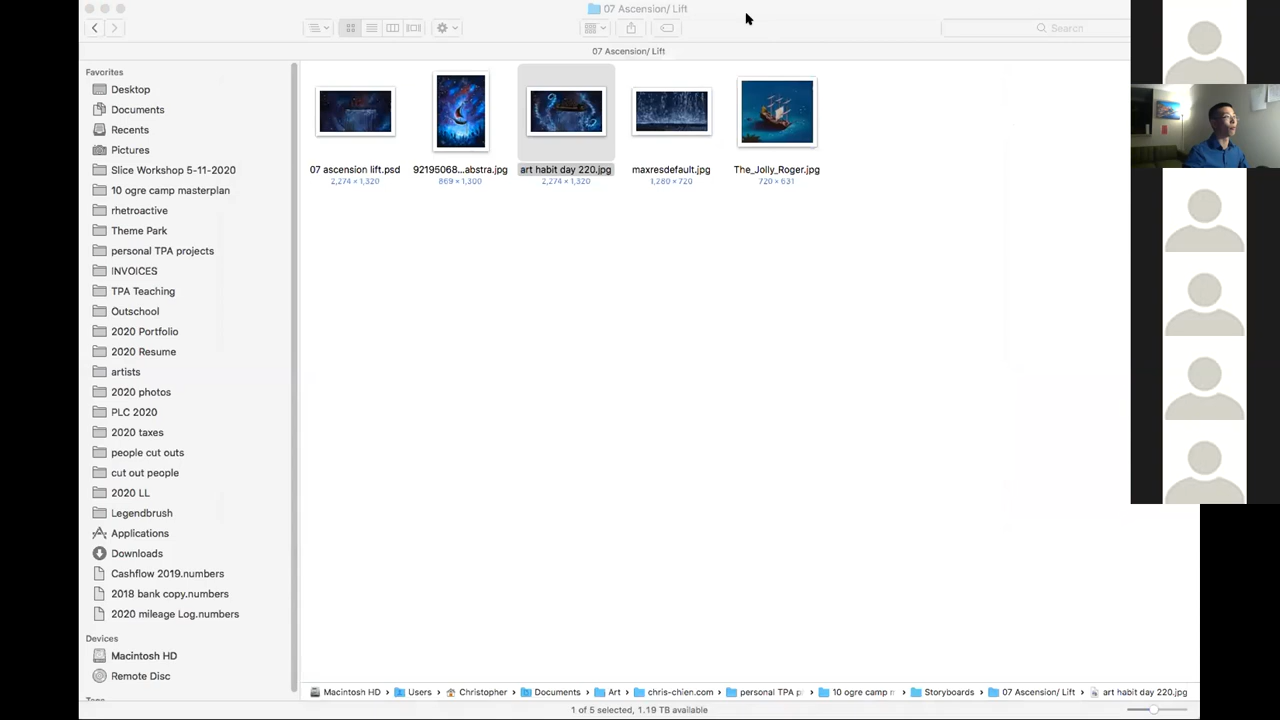 07 Ascension/ Lift
Search
07 Ascension/ Lift
Favorites
Desktop
Documents
Recents
Pictures
Slice Workshop 5-11-2020
10 ogre camp masterplan
rhetroactive
Theme Park
personal TPA projects
INVOICES
TPA Teaching
Outschool
2020 Portfolio
2020 Resume
artists
2020 photos
PLC 2020
2020 taxes
people cut outs
cut out people
2020 LL
Legendbrush
Applications
Downloads
Cashflow 2019.numbers
2018 bank copy.numbers
2020 mileage Log.numbers
Devices
Macintosh HD
Remote Disc
07 ascension lift.psd
2,274 × 1,320
92195068...abstra.jpg
869 × 1,300
art habit day 220.jpg
2,274 × 1,320
maxresdefault.jpg
1,280 × 720
The_Jolly_Roger.jpg
720 × 631
Macintosh HD › Users › Christopher › Documents › Art › chris-chien.com › personal TPA p › 10 ogre camp n › Storyboards › 07 Ascension/ Lift › art habit day 220.jpg
1 of 5 selected, 1.19 TB available